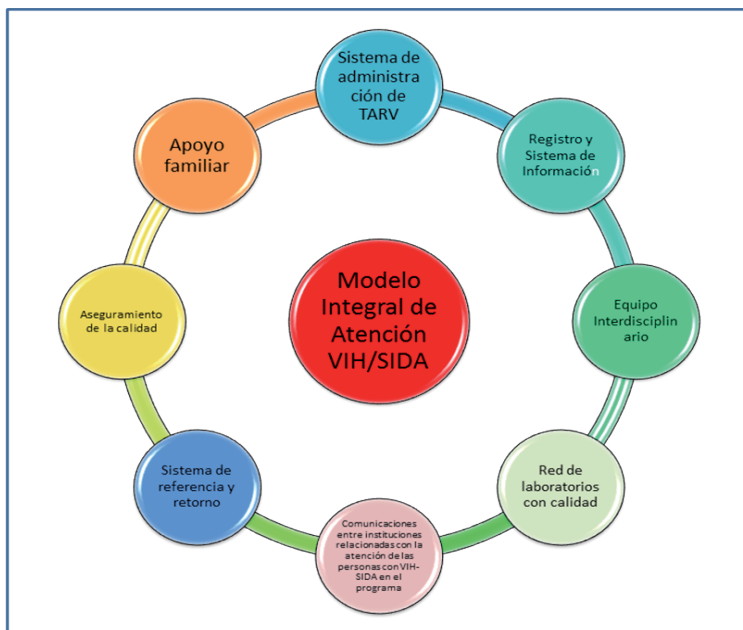 Sistema de
administra
ción de
TARV
Registro y
Sistema de
Información
Equipo
Interdisciplin
ario
Red de
laboratorios
con calidad
Comunicaciones
entre instituciones
relacionadas con la
atención de las
personas con VIH-
SIDA en el
programa
Sistema de
referencia y
retorno
Aseguramiento
de la calidad
Apoyo
familiar
Modelo
Integral de
Atención
VIH/SIDA